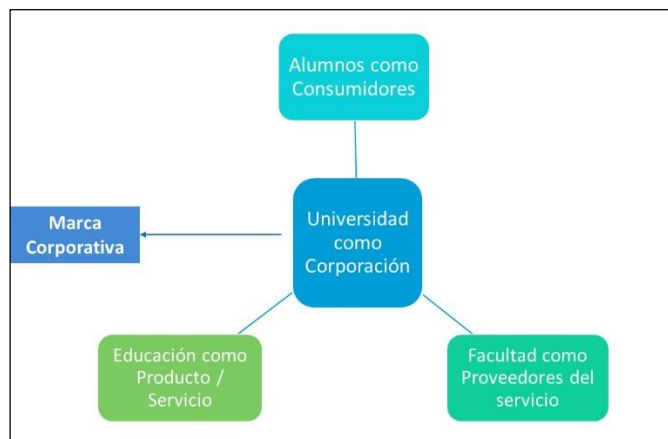 Alumnos como
Consumidores
Universidad
como
Corporación
Marca
Corporativa
Educación como
Producto /
Servicio
Facultad como
Proveedores del
servicio